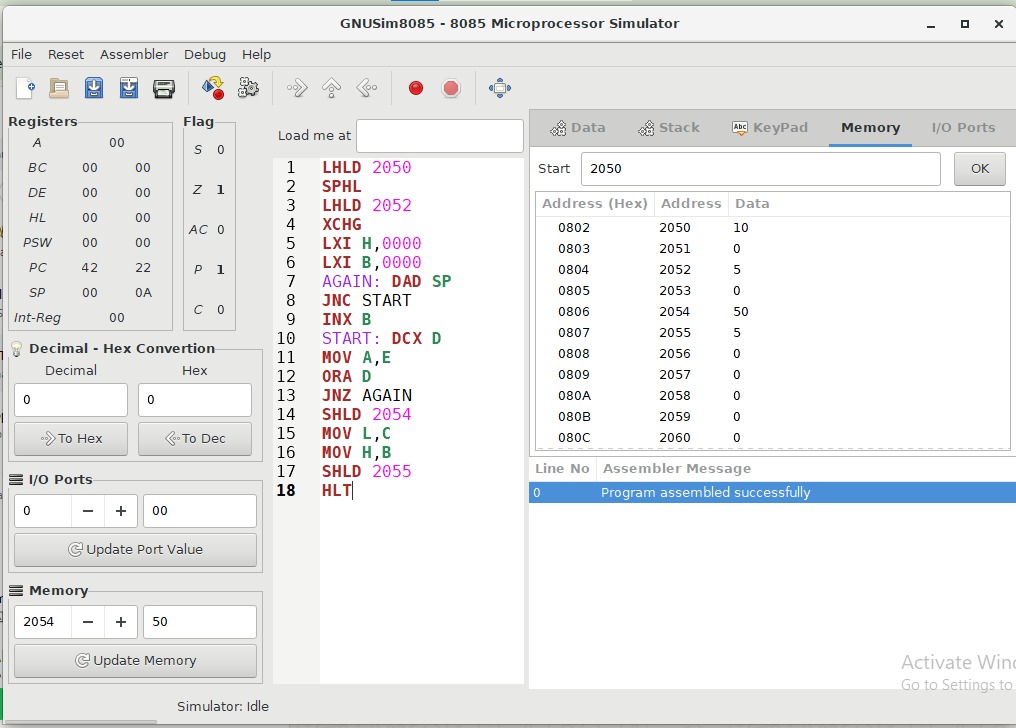 GNUSim8085 - 8085 Microprocessor Simulator
File Reset Assembler Debug Help
Registers
A 00
BC 00 00
DE 00 00
HL 00 00
PSW 00 00
PC 42 22
SP 00 0A
Int-Reg 00
Flag
S 0
Z 1
AC 0
P 1
C 0
Decimal - Hex Convertion
Decimal Hex
0 0
To Hex To Dec
I/O Ports
0 − + 00
Update Port Value
Memory
2054 − + 50
Update Memory
Load me at
1 LHLD 2050
2 SPHL
3 LHLD 2052
4 XCHG
5 LXI H,0000
6 LXI B,0000
7 AGAIN: DAD SP
8 JNC START
9 INX B
10 START: DCX D
11 MOV A,E
12 ORA D
13 JNZ AGAIN
14 SHLD 2054
15 MOV L,C
16 MOV H,B
17 SHLD 2055
18 HLT
Data Stack Abc KeyPad Memory I/O Ports
Start 2050 OK
Address (Hex) Address Data
0802 2050 10
0803 2051 0
0804 2052 5
0805 2053 0
0806 2054 50
0807 2055 5
0808 2056 0
0809 2057 0
080A 2058 0
080B 2059 0
080C 2060 0
Line No Assembler Message
0 Program assembled successfully
Activate Win
Go to Settings to
Simulator: Idle